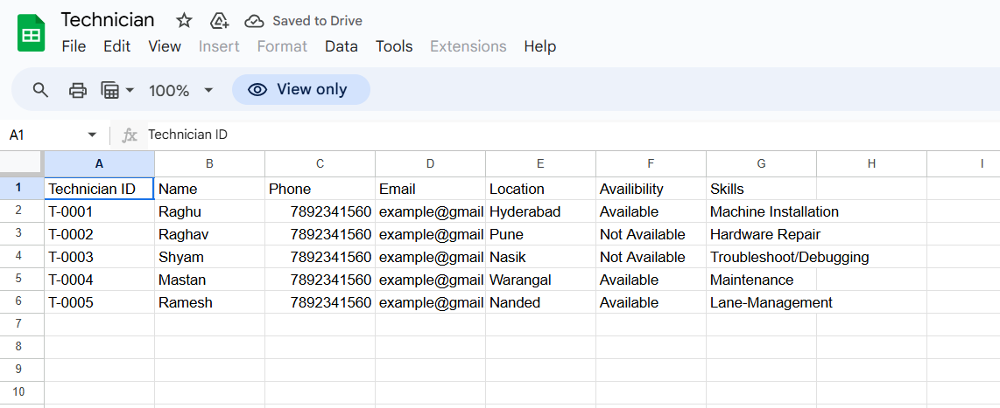 Technician Saved to Drive
File Edit View Insert Format Data Tools Extensions Help
100% View only
A1 fx Technician ID
A B C D E F G H I
1 Technician ID Name Phone Email Location Availibility Skills
2 T-0001 Raghu 7892341560 example@gmail Hyderabad Available Machine Installation
3 T-0002 Raghav 7892341560 example@gmail Pune Not Available Hardware Repair
4 T-0003 Shyam 7892341560 example@gmail Nasik Not Available Troubleshoot/Debugging
5 T-0004 Mastan 7892341560 example@gmail Warangal Available Maintenance
6 T-0005 Ramesh 7892341560 example@gmail Nanded Available Lane-Management
7
8
9
10